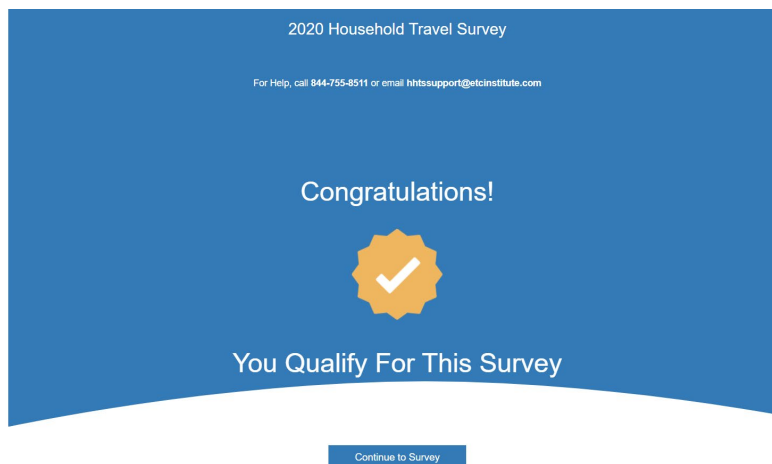 2020 Household Travel Survey
For Help, call 844-755-8511 or email hhtssupport@etcinstitute.com
Congratulations!
You Qualify For This Survey
Continue to Survey